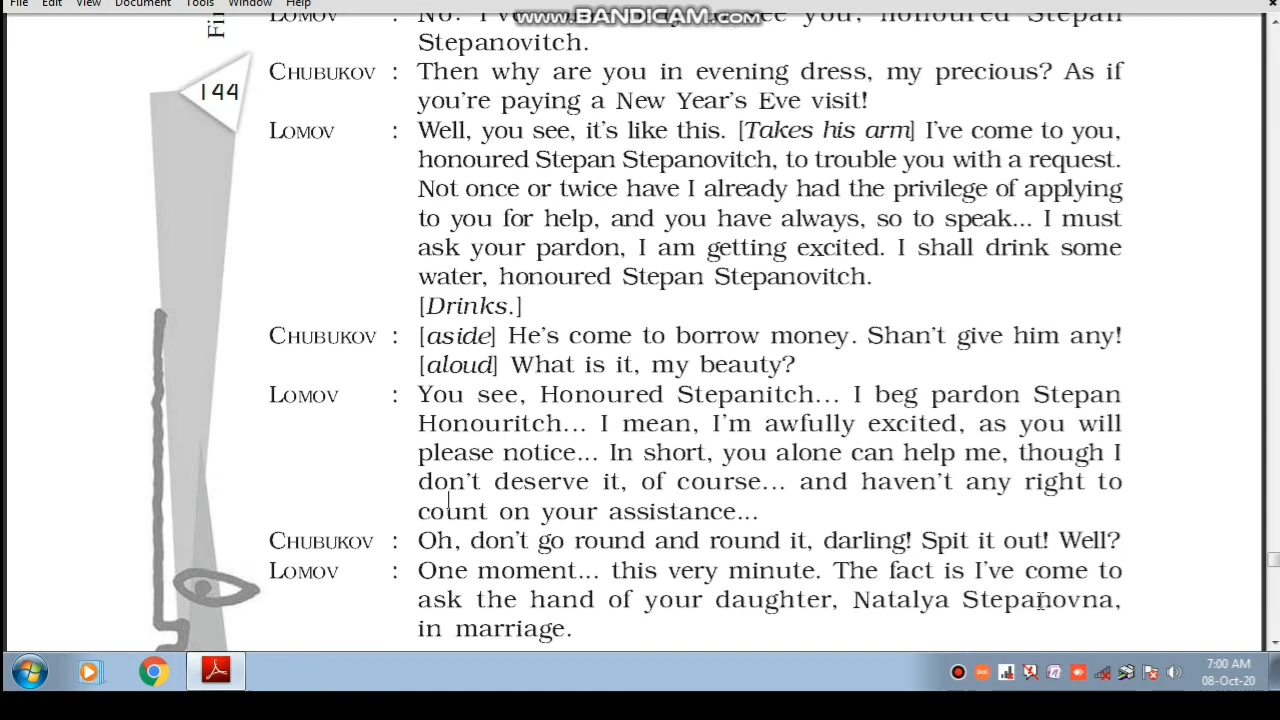 File Edit View Document Tools Window Help
www.BANDICAM.com
LOMOV : No. I've you, honoured Stepan
Stepanovitch.
CHUBUKOV : Then why are you in evening dress, my precious? As if
you're paying a New Year's Eve visit!
LOMOV : Well, you see, it's like this. [Takes his arm] I've come to you,
honoured Stepan Stepanovitch, to trouble you with a request.
Not once or twice have I already had the privilege of applying
to you for help, and you have always, so to speak... I must
ask your pardon, I am getting excited. I shall drink some
water, honoured Stepan Stepanovitch.
[Drinks.]
CHUBUKOV : [aside] He's come to borrow money. Shan't give him any!
[aloud] What is it, my beauty?
LOMOV : You see, Honoured Stepanitch... I beg pardon Stepan
Honouritch... I mean, I'm awfully excited, as you will
please notice... In short, you alone can help me, though I
don't deserve it, of course... and haven't any right to
count on your assistance...
CHUBUKOV : Oh, don't go round and round it, darling! Spit it out! Well?
LOMOV : One moment... this very minute. The fact is I've come to
ask the hand of your daughter, Natalya Stepanovna,
in marriage.
Fi
144
7:00 AM
08-Oct-20